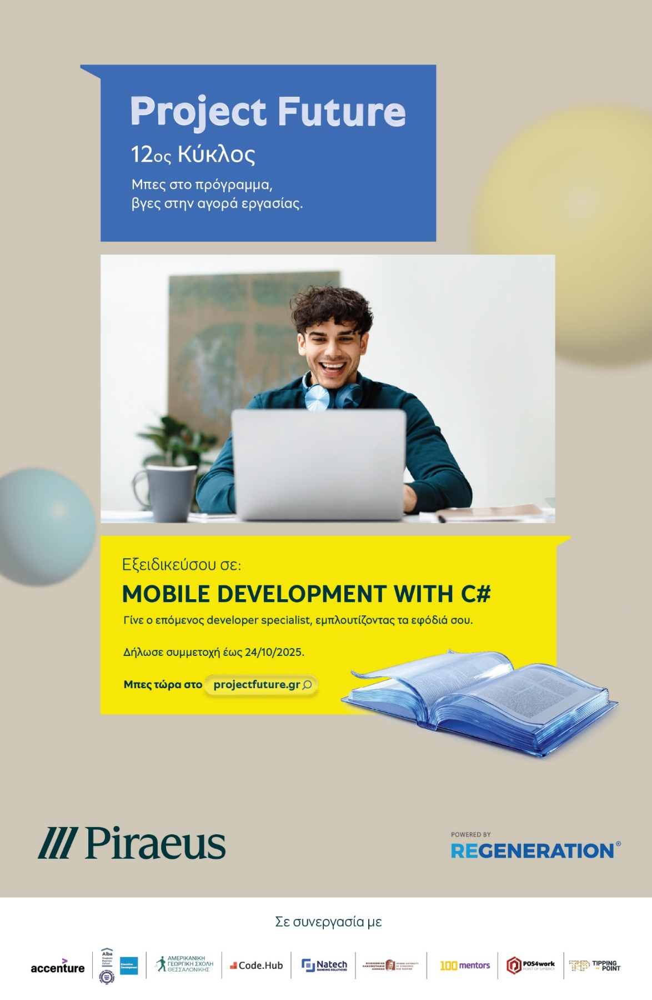 Project Future
12ος Κύκλος
Μπες στο πρόγραμμα,
βγες στην αγορά εργασίας.
Εξειδικεύσου σε:
MOBILE DEVELOPMENT WITH C#
Γίνε ο επόμενος developer specialist, εμπλουτίζοντας τα εφόδιά σου.
Δήλωσε συμμετοχή έως 24/10/2025.
Μπες τώρα στο projectfuture.gr
Piraeus
POWERED BY
REGENERATION®
Σε συνεργασία με
accenture
Alba
Graduate
Business
School
Executive
Development
ΑΜΕΡΙΚΑΝΙΚΗ
ΓΕΩΡΓΙΚΗ ΣΧΟΛΗ
ΘΕΣΣΑΛΟΝΙΚΗΣ
Code.Hub
Natech
BANKING SOLUTIONS
ΟΙΚΟΝΟΜΙΚΟ
ΠΑΝΕΠΙΣΤΗΜΙΟ
ΑΘΗΝΩΝ
ATHENS UNIVERSITY
OF ECONOMICS
AND BUSINESS
100 mentors
POS4work
POINT OF SYNERGY
TIPPING
THE POINT